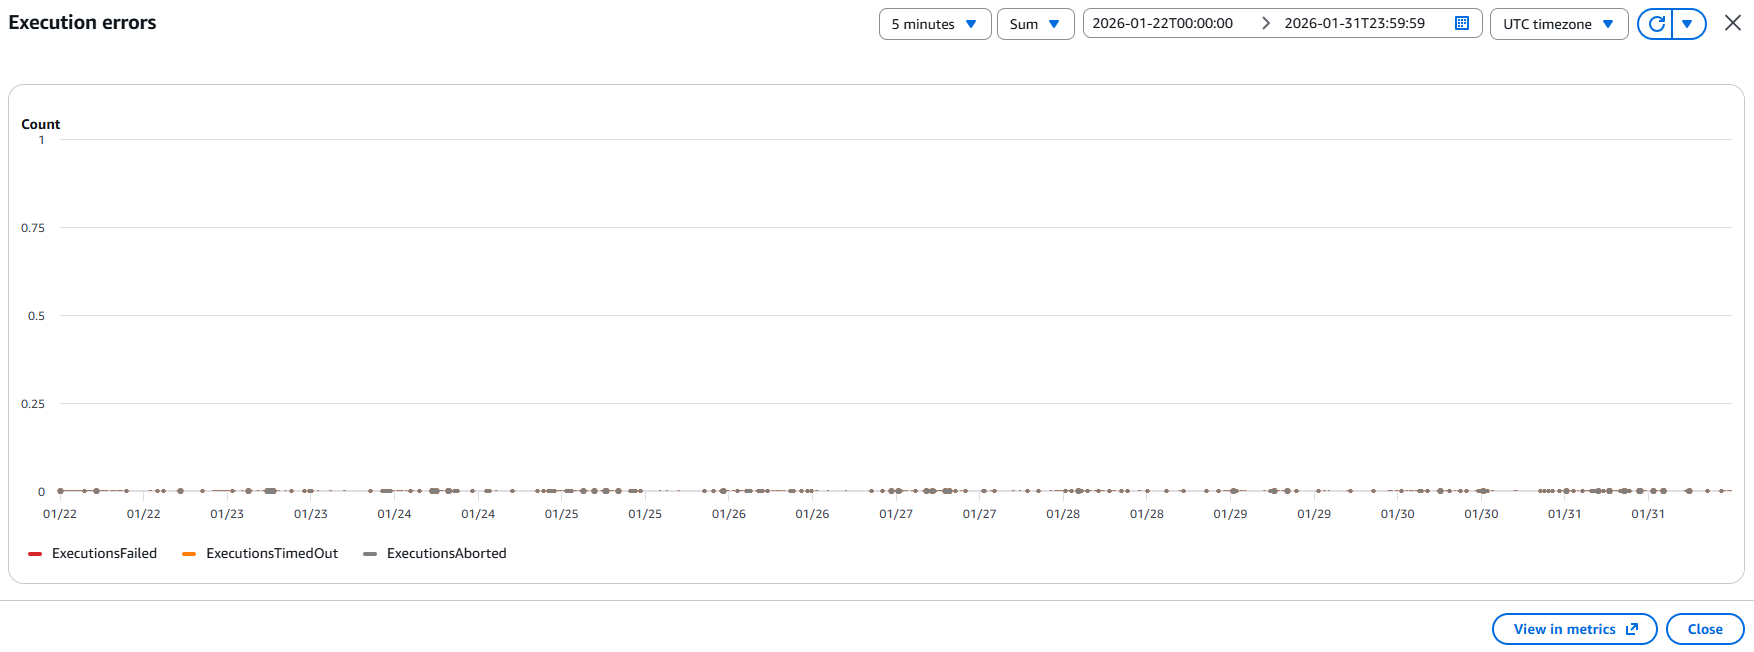 Execution errors
5 minutes Sum 2026-01-22T00:00:00 2026-01-31T23:59:59 UTC timezone
Count
1
0.75
0.5
0.25
0
01/22 01/22 01/23 01/23 01/24 01/24 01/25 01/25 01/26 01/26 01/27 01/27 01/28 01/28 01/29 01/29 01/30 01/30 01/31 01/31
ExecutionsFailed ExecutionsTimedOut ExecutionsAborted
View in metrics Close